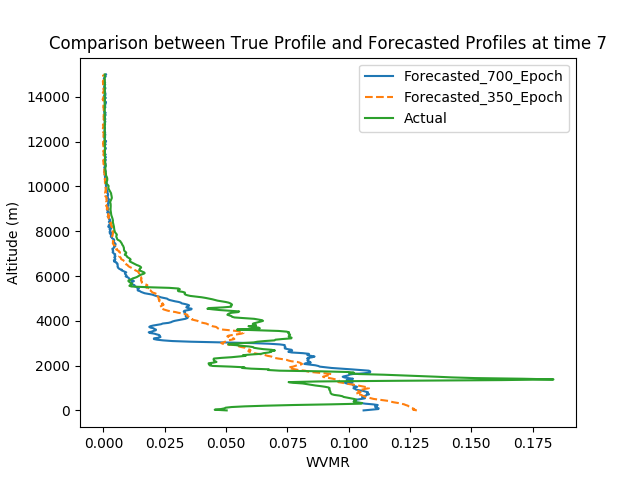 Comparison between True Profile and Forecasted Profiles at time 7
Forecasted_700_Epoch
Forecasted_350_Epoch
Actual
14000
12000
10000
8000
6000
4000
2000
0
Altitude (m)
0.000 0.025 0.050 0.075 0.100 0.125 0.150 0.175
WVMR